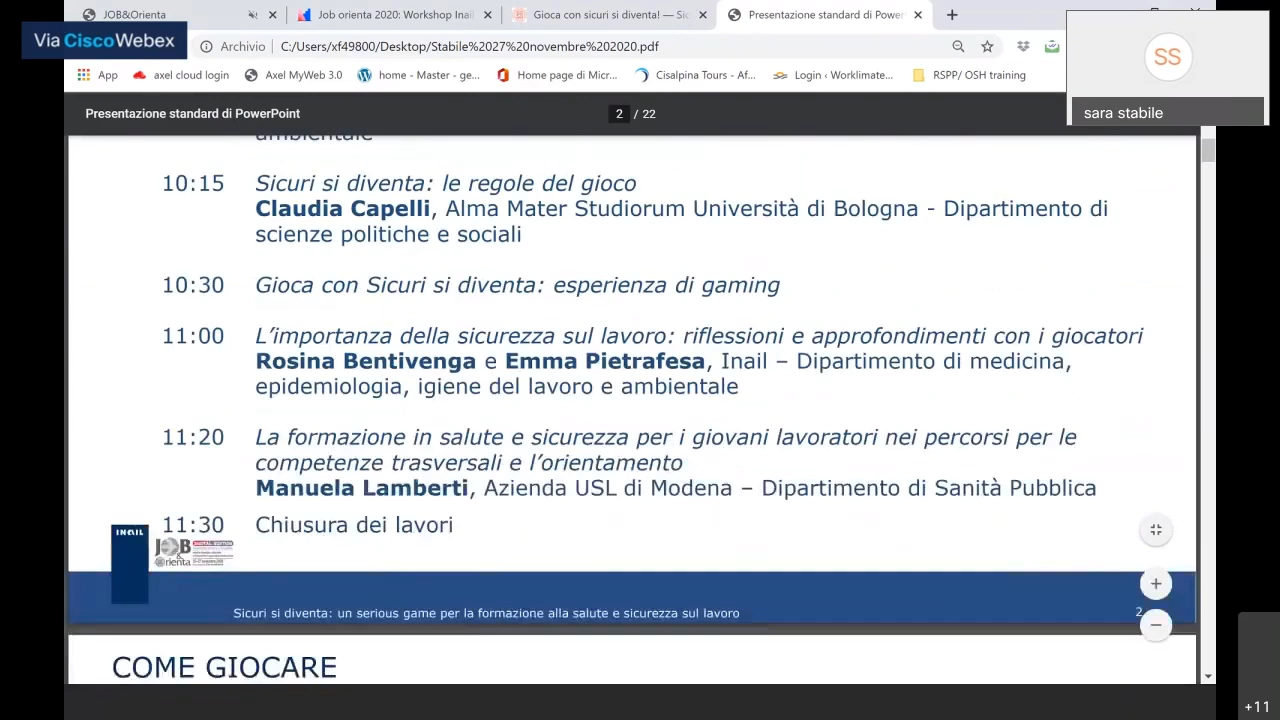 JOB&Orienta
Job orienta 2020: Workshop Inail
Gioca con sicuri si diventa! — Sic
Presentazione standard di Power
Via Cisco Webex
Archivio
C:/Users/xf49800/Desktop/Stabile%2027%20novembre%202020.pdf
App
axel cloud login
Axel MyWeb 3.0
home - Master - ge...
Home page di Micr...
Cisalpina Tours - Af...
Login ‹ Worklimate...
RSPP/ OSH training
SS
sara stabile
Presentazione standard di PowerPoint
2 / 22
ambientale
10:15 Sicuri si diventa: le regole del gioco
Claudia Capelli, Alma Mater Studiorum Università di Bologna - Dipartimento di
scienze politiche e sociali
10:30 Gioca con Sicuri si diventa: esperienza di gaming
11:00 L’importanza della sicurezza sul lavoro: riflessioni e approfondimenti con i giocatori
Rosina Bentivenga e Emma Pietrafesa, Inail – Dipartimento di medicina,
epidemiologia, igiene del lavoro e ambientale
11:20 La formazione in salute e sicurezza per i giovani lavoratori nei percorsi per le
competenze trasversali e l’orientamento
Manuela Lamberti, Azienda USL di Modena – Dipartimento di Sanità Pubblica
11:30 Chiusura dei lavori
INAIL
JOB
&
Orienta
Sicuri si diventa: un serious game per la formazione alla salute e sicurezza sul lavoro
2
COME GIOCARE
+11